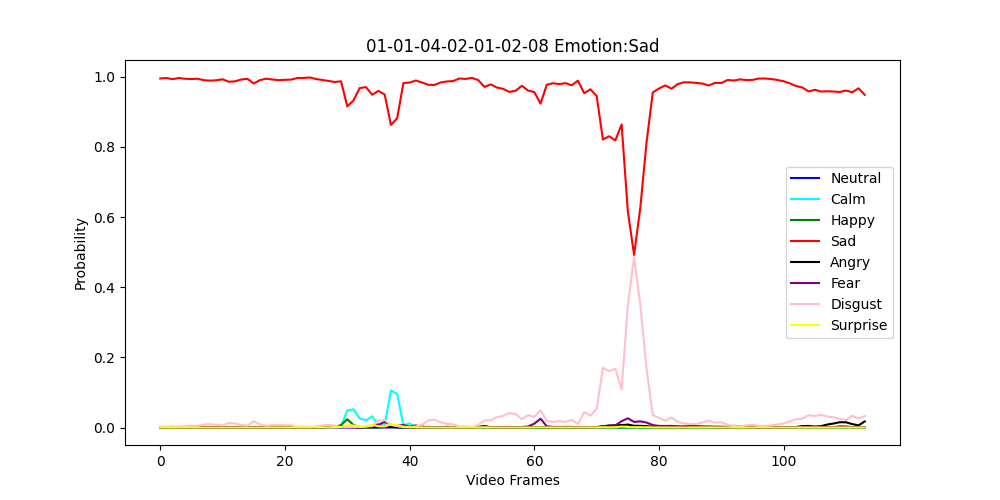 01-01-04-02-01-02-08 Emotion:Sad
Probability
1.0
0.8
0.6
0.4
0.2
0.0
0
20
40
60
80
100
Video Frames
Neutral
Calm
Happy
Sad
Angry
Fear
Disgust
Surprise